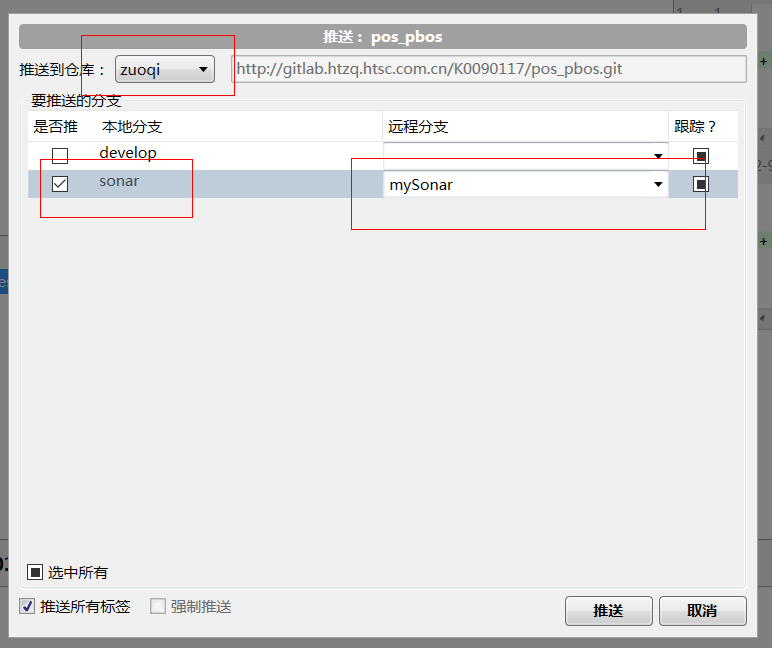 推送： pos_pbos
推送到仓库： zuoqi http://gitlab.htzq.htsc.com.cn/K0090117/pos_pbos.git
要推送的分支
是否推 本地分支 远程分支 跟踪？
develop
sonar mySonar
选中所有
推送所有标签 强制推送 推送 取消